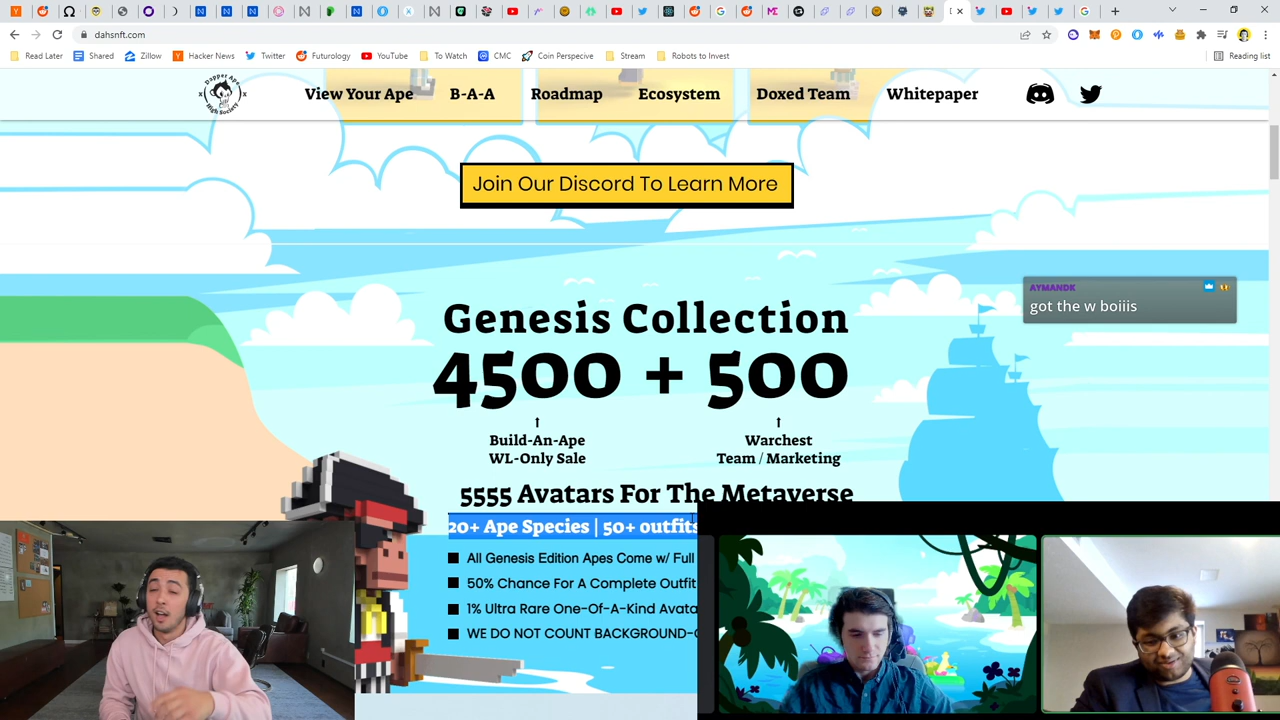 dahsnft.com
Read Later
Shared
Zillow
Hacker News
Twitter
Futurology
YouTube
To Watch
CMC
Coin Perspecive
Stream
Robots to Invest
Reading list
Dapper Ape
High Society
View Your Ape
B-A-A
Roadmap
Ecosystem
Doxed Team
Whitepaper
Join Our Discord To Learn More
AYMANDK
got the w boiiis
Genesis Collection
4500 + 500
↑ ↑
Build-An-Ape
WL-Only Sale
Warchest
Team / Marketing
5555 Avatars For The Metaverse
20+ Ape Species | 50+ outfits
All Genesis Edition Apes Come w/ Full
50% Chance For A Complete Outfit
1% Ultra Rare One-Of-A-Kind Avata
WE DO NOT COUNT BACKGROUND-